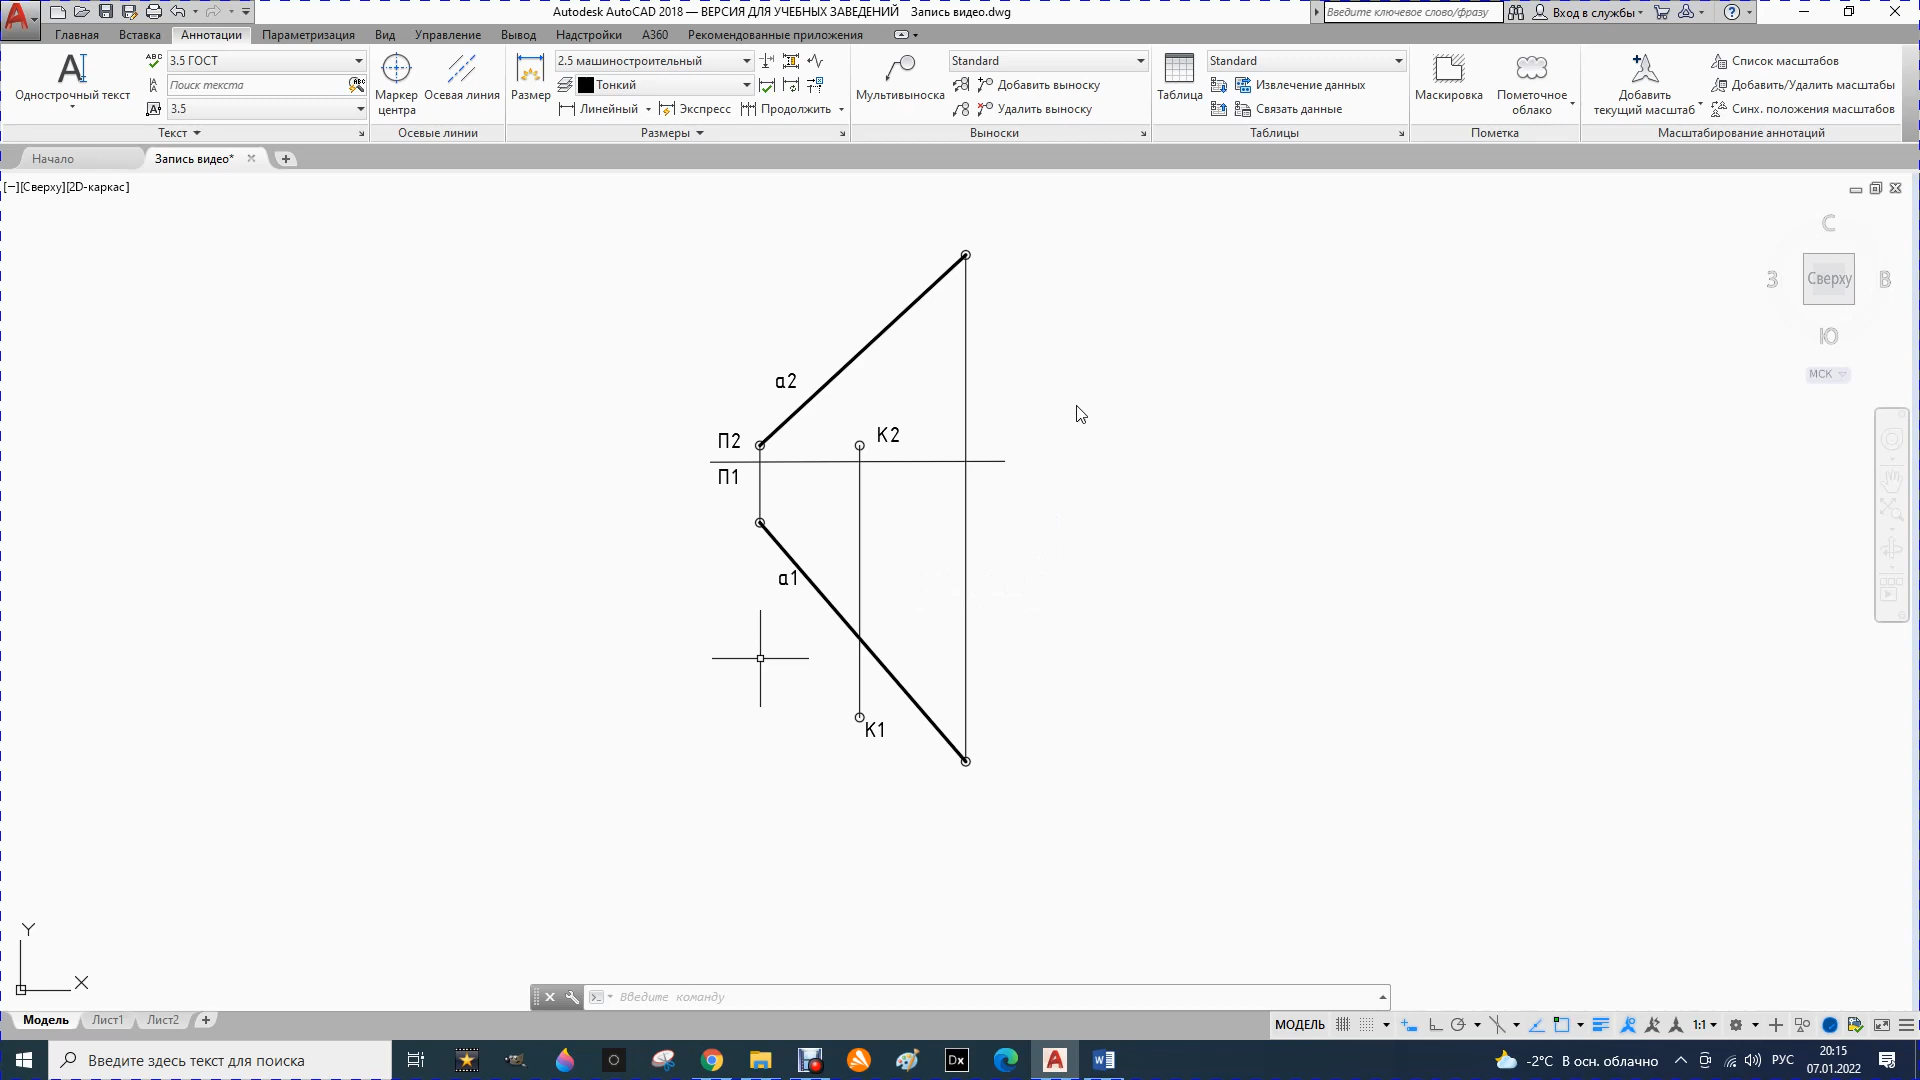 Autodesk AutoCAD 2018 — ВЕРСИЯ ДЛЯ УЧЕБНЫХ ЗАВЕДЕНИЙ Запись видео.dwg
Введите ключевое слово/фразу
Вход в службы
Главная Вставка Аннотации Параметризация Вид Управление Вывод Надстройки A360 Рекомендованные приложения
Однострочный текст
3.5 ГОСТ
Поиск текста
3.5
Текст
Маркер центра
Осевая линия
Осевые линии
Размер
2.5 машиностроительный
Тонкий
Линейный Экспресс Продолжить
Размеры
Мультивыноска
Standard
Добавить выноску
Удалить выноску
Выноски
Таблица
Standard
Извлечение данных
Связать данные
Таблицы
Маскировка
Пометочное облако
Пометка
Добавить текущий масштаб
Список масштабов
Добавить/Удалить масштабы
Синх. положения масштабов
Масштабирование аннотаций
Начало Запись видео*
[−][Сверху][2D-каркас]
С
З Сверху В
Ю
МСК
a2
П2 K2
П1
a1
K1
Y
X
Введите команду
Модель Лист1 Лист2
МОДЕЛЬ 1:1
Введите здесь текст для поиска
Dx
-2°C В осн. облачно
РУС
20:15
07.01.2022